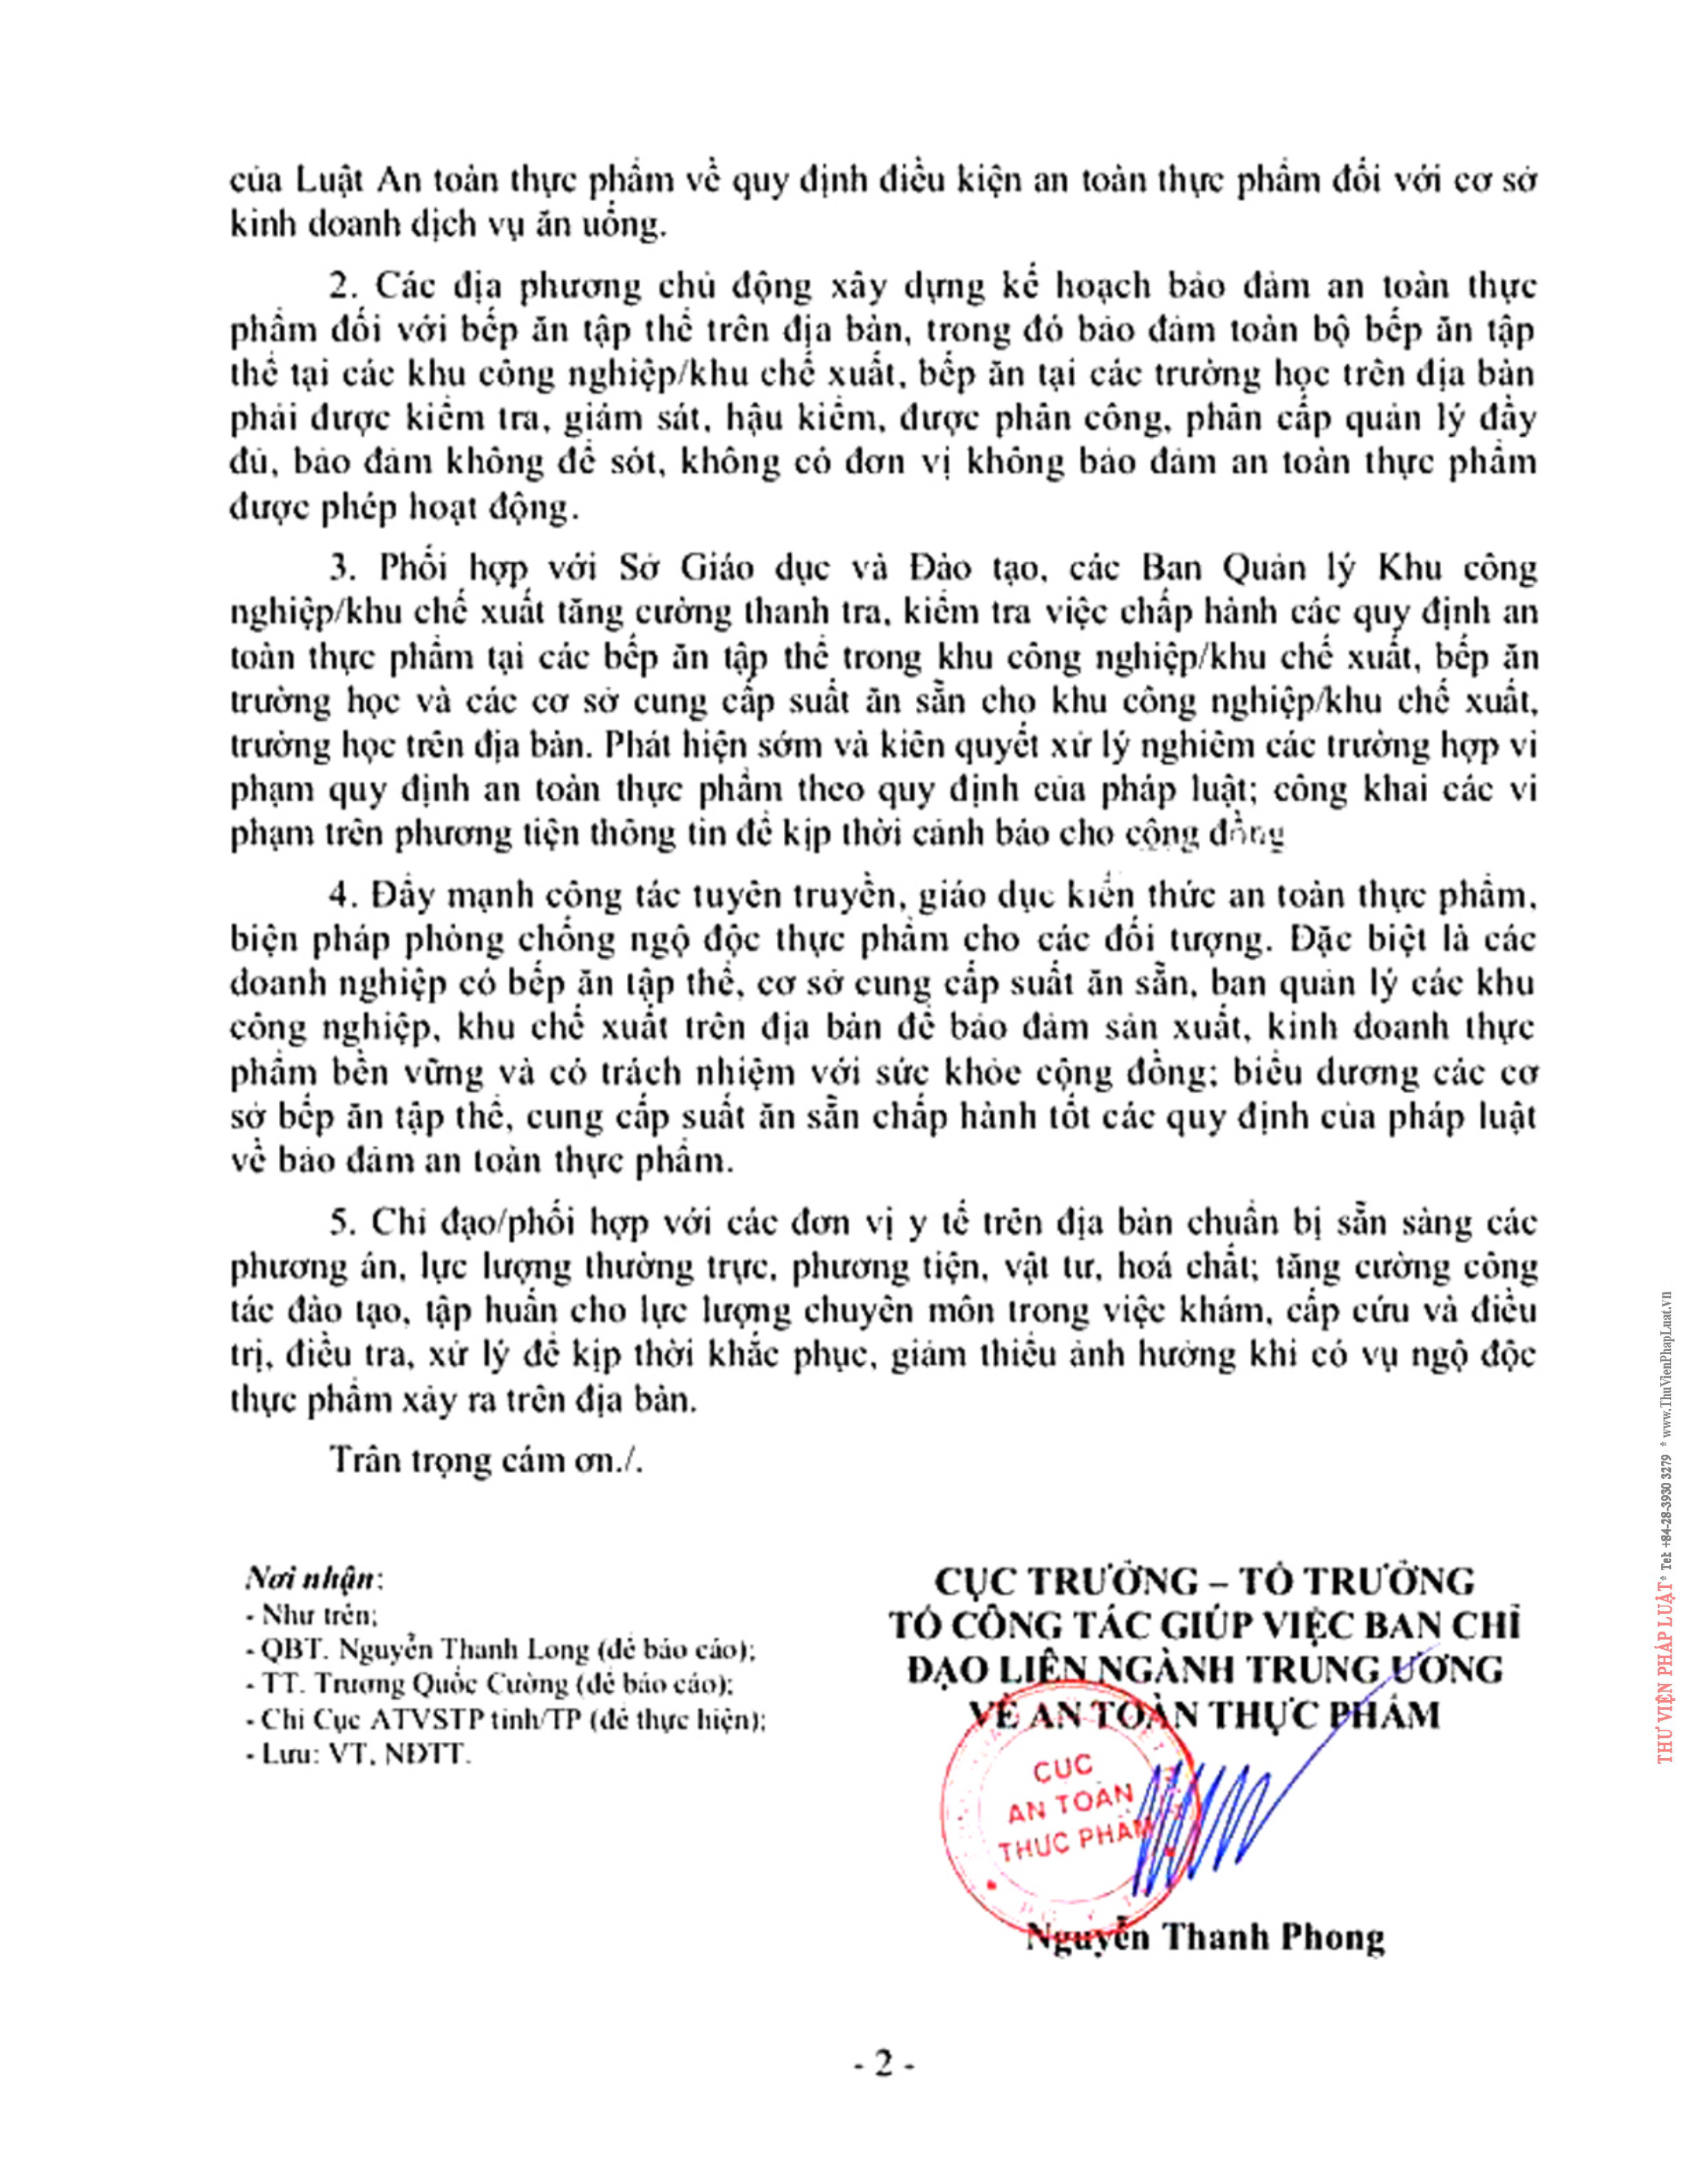 của Luật An toàn thực phẩm về quy định điều kiện an toàn thực phẩm đối với cơ sở
kinh doanh dịch vụ ăn uống.
2. Các địa phương chủ động xây dựng kế hoạch bảo đảm an toàn thực
phẩm đối với bếp ăn tập thể trên địa bàn, trong đó bảo đảm toàn bộ bếp ăn tập
thể tại các khu công nghiệp/khu chế xuất, bếp ăn tại các trường học trên địa bàn
phải được kiểm tra, giám sát, hậu kiểm, được phân công, phân cấp quản lý đầy
đủ, bảo đảm không để sót, không có đơn vị không bảo đảm an toàn thực phẩm
được phép hoạt động.
3. Phối hợp với Sở Giáo dục và Đào tạo, các Ban Quản lý Khu công
nghiệp/khu chế xuất tăng cường thanh tra, kiểm tra việc chấp hành các quy định an
toàn thực phẩm tại các bếp ăn tập thể trong khu công nghiệp/khu chế xuất, bếp ăn
trường học và các cơ sở cung cấp suất ăn sẵn cho khu công nghiệp/khu chế xuất,
trường học trên địa bàn. Phát hiện sớm và kiên quyết xử lý nghiêm các trường hợp vi
phạm quy định an toàn thực phẩm theo quy định của pháp luật; công khai các vi
phạm trên phương tiện thông tin để kịp thời cảnh báo cho cộng đồng
4. Đẩy mạnh công tác tuyên truyền, giáo dục kiến thức an toàn thực phẩm,
biện pháp phòng chống ngộ độc thực phẩm cho các đối tượng. Đặc biệt là các
doanh nghiệp có bếp ăn tập thể, cơ sở cung cấp suất ăn sẵn, ban quản lý các khu
công nghiệp, khu chế xuất trên địa bàn để bảo đảm sản xuất, kinh doanh thực
phẩm bền vững và có trách nhiệm với sức khỏe cộng đồng; biểu dương các cơ
sở bếp ăn tập thể, cung cấp suất ăn sẵn chấp hành tốt các quy định của pháp luật
về bảo đảm an toàn thực phẩm.
5. Chỉ đạo/phối hợp với các đơn vị y tế trên địa bàn chuẩn bị sẵn sàng các
phương án, lực lượng thường trực, phương tiện, vật tư, hoá chất; tăng cường công
tác đào tạo, tập huấn cho lực lượng chuyên môn trong việc khám, cấp cứu và điều
trị, điều tra, xử lý để kịp thời khắc phục, giảm thiểu ảnh hưởng khi có vụ ngộ độc
thực phẩm xảy ra trên địa bàn.
Trân trọng cám ơn./.
Nơi nhận:
- Như trên;
- QBT. Nguyễn Thanh Long (để báo cáo);
- TT. Trương Quốc Cường (để báo cáo);
- Chi Cục ATVSTP tỉnh/TP (để thực hiện);
- Lưu: VT, NĐTT.
CỤC TRƯỞNG – TỔ TRƯỞNG
TỔ CÔNG TÁC GIÚP VIỆC BAN CHỈ
ĐẠO LIÊN NGÀNH TRUNG ƯƠNG
VỀ AN TOÀN THỰC PHẨM
CỤC
AN TOÀN
THỰC PHẨM
Nguyễn Thanh Phong
- 2 -
THƯ VIỆN PHÁP LUẬT * Tel: +84-28-3930 3279 * www.ThuVienPhapLuat.vn